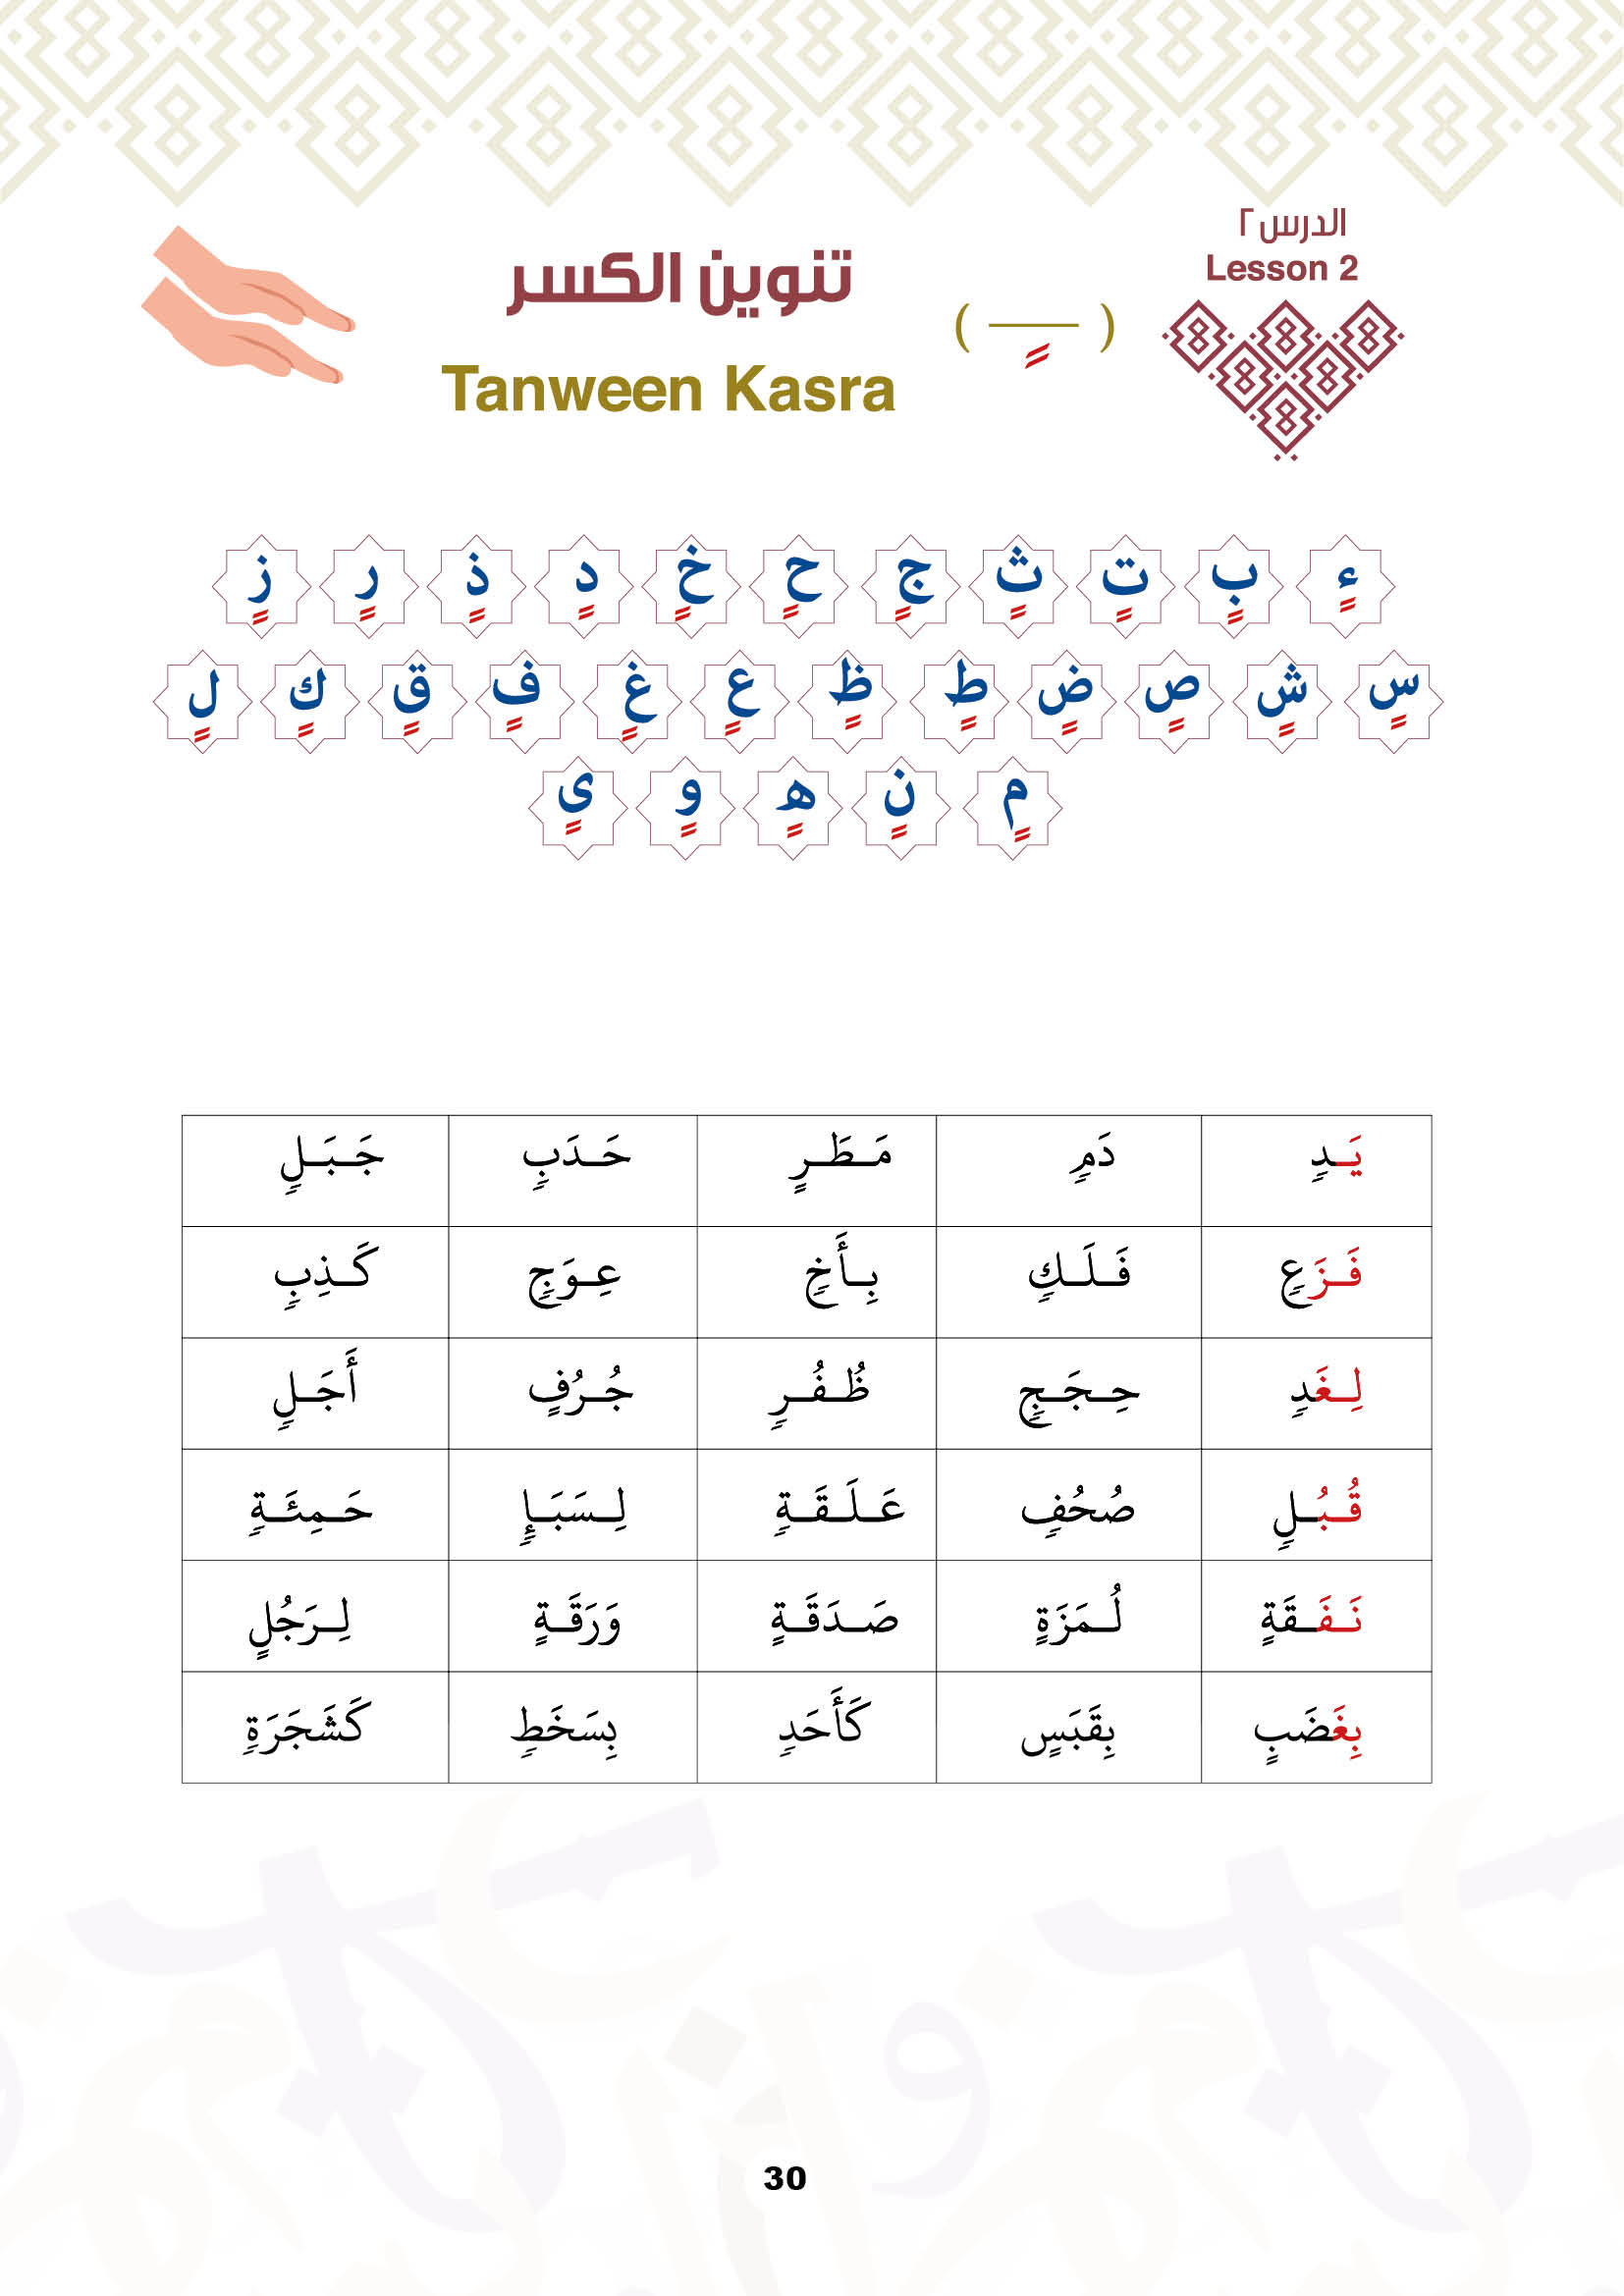 الدرس ٢
Lesson 2
تنوين الكسر
( ـــٍـــ )
Tanween Kasra
ءٍ بٍ تٍ ثٍ جٍ حٍ خٍ دٍ ذٍ رٍ زٍ
سٍ شٍ صٍ ضٍ طٍ ظٍ عٍ غٍ فٍ قٍ كٍ لٍ
مٍ نٍ هٍ وٍ ىٍ
يَـدٍ دَمٍ مَـطَـرٍ حَـدَبٍ جَـبَـلٍ
فَـزَعٍ فَـلَـكٍ بِـأَخٍ عِـوَجٍ كَـذِبٍ
لِـغَدٍ حِـجَـجٍ ظُـفُـرٍ جُـرُفٍ أَجَـلٍ
قُـبُـلٍ صُحُفٍ عَـلَـقَـةٍ لِـسَبَـإٍ حَـمِئَـةٍ
نَـفَـقَةٍ لُـمَزَةٍ صَـدَقَـةٍ وَرَقَـةٍ لِـرَجُلٍ
بِغَضَبٍ بِقَبَسٍ كَأَحَدٍ بِسَخَطٍ كَشَجَرَةٍ
30